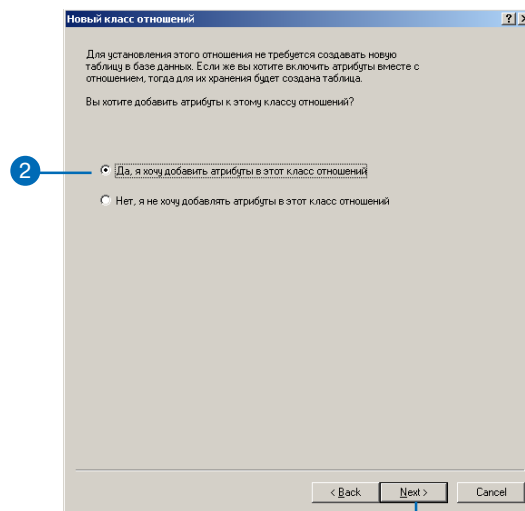 Новый класс отношений
Для установления этого отношения не требуется создавать новую
таблицу в базе данных. Если же вы хотите включить атрибуты вместе с
отношением, тогда для их хранения будет создана таблица.
Вы хотите добавить атрибуты к этому классу отношений?
2
Да, я хочу добавить атрибуты в этот класс отношений
Нет, я не хочу добавлять атрибуты в этот класс отношений
< Back Next > Cancel